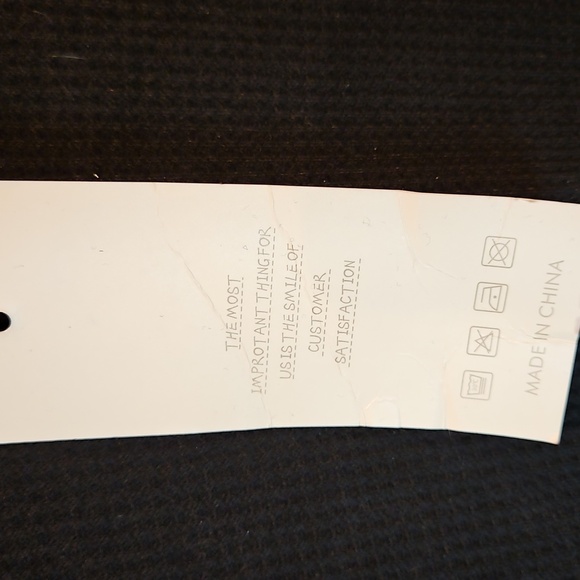 THE MOST
IMPROTANT THING FOR
US IS THE SMILE OF
CUSTOMER
SATISFACTION
MADE IN CHINA